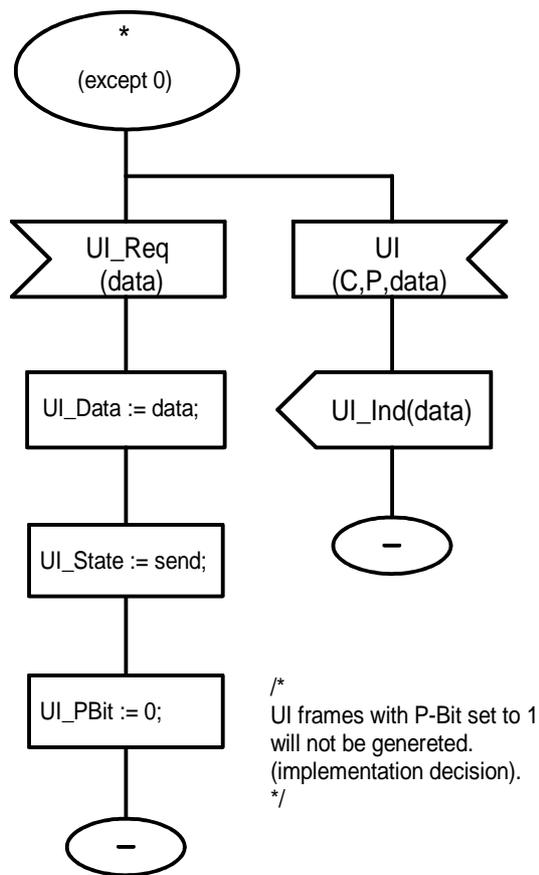 *
(except 0)
UI_Req
(data)
UI_Data := data;
UI_State := send;
UI_PBit := 0;
–
UI
(C,P,data)
UI_Ind(data)
–
/*
UI frames with P-Bit set to 1
will not be genereted.
(implementation decision).
*/